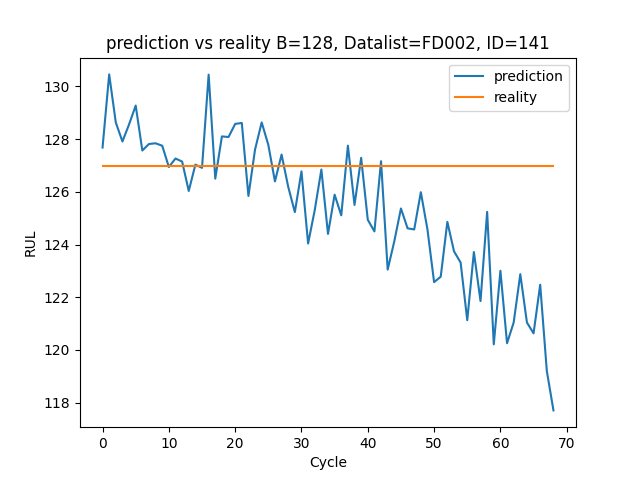 prediction vs reality B=128, Datalist=FD002, ID=141
prediction
reality
130
128
126
124
122
120
118
RUL
0 10 20 30 40 50 60 70
Cycle